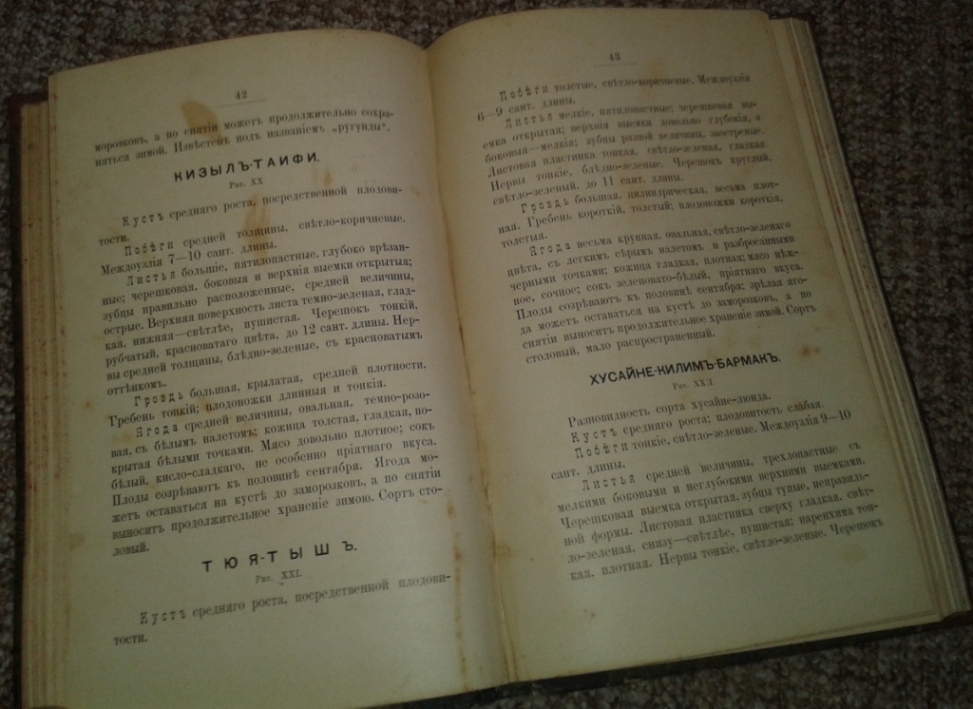 42
морозковъ, а по снятіи можетъ продолжительно сохра-
няться зимой. Извѣстенъ подъ названіемъ «ругунды».
КИЗЫЛЪ-ТАИФИ.
Рис. XX
Кустъ средняго роста, посредственной плодови-
тости.
Побѣги средней толщины, свѣтло-коричневые.
Междоузлія 7—10 сант. длины.
Листья большіе, пятилопастные, глубоко врѣзан-
ные; черешковая, боковыя и верхнія выемки открытыя;
зубцы правильно расположенные, средней величины,
острые. Верхняя поверхность листа темно-зеленая, глад-
кая, нижняя—свѣтлѣе, пушистая. Черешокъ тонкій,
рубчатый, красноватаго цвѣта, до 12 сант. длины. Нер-
вы средней толщины, блѣдно-зеленые, съ красноватымъ
оттѣнкомъ.
Гроздь большая, крылатая, средней плотности.
Гребень тонкій; плодоножки длинныя и тонкія.
Ягода средней величины, овальная, темно-розо-
вая, съ бѣлымъ налетомъ; кожица толстая, гладкая, по-
крытая бѣлыми точками. Мясо довольно плотное; сокъ
бѣлый, кисло-сладкаго, не особенно пріятнаго вкуса.
Плоды созрѣваютъ къ половинѣ сентября. Ягода мо-
жетъ оставаться на кустѣ до заморозковъ, а по снятіи
выноситъ продолжительное храненіе зимою. Сортъ сто-
ловый.
ТЮЯ-ТЫШЪ.
Рис. XXI.
Кустъ средняго роста, посредственной плодови-
тости.
43
Побѣги толстые, свѣтло-коричневые. Междоузлія
6—9 сант. длины.
Листья мелкіе, пятилопастные; черешковая вы-
емка открытая; верхнія выемки довольно глубокія, а
боковыя—мелкія; зубцы разной величины, заостреные.
Листовая пластинка тонкая, свѣтло-зеленая, гладкая.
Нервы тонкіе, блѣдно-зеленые. Черешокъ круглый,
свѣтло-зеленый, до 11 сант. длины.
Гроздь большая, цилиндрическая, весьма плот-
ная. Гребень короткій, толстый; плодоножки короткія,
толстыя.
Ягода весьма крупная, овальная, свѣтло-зеленаго
цвѣта, съ легкимъ сѣрымъ налетомъ и разбросаными
черными точками; кожица гладкая, плотная; мясо нѣж-
ное, сочное; сокъ зеленовато-бѣлый, пріятнаго вкуса.
Плоды созрѣваютъ къ половинѣ сентября; зрѣлая яго-
да можетъ оставаться на кустѣ до заморозковъ, а по
снятіи выноситъ продолжительное храненіе зимой. Сортъ
столовый, мало распространенный.
ХУСАЙНЕ-КИЛИМЪ-БАРМАКЪ.
Рис. XXI.
Разновидность сорта хусайне-люнда.
Кустъ средняго роста; плодовитость слабая.
Побѣги тонкіе, свѣтло-зеленые. Междоузлія 9—10
сант. длины.
Листья средней величины, трехлопастные съ
мелкими боковыми и неглубокими верхними выемками.
Черешковая выемка открытая, зубцы тупые, неправиль-
ной формы. Листовая пластинка сверху гладкая, свѣт-
ло-зеленая, снизу—свѣтлѣе, пушистая; паренхима тон-
кая, плотная. Нервы тонкіе, свѣтло-зеленые. Черешокъ